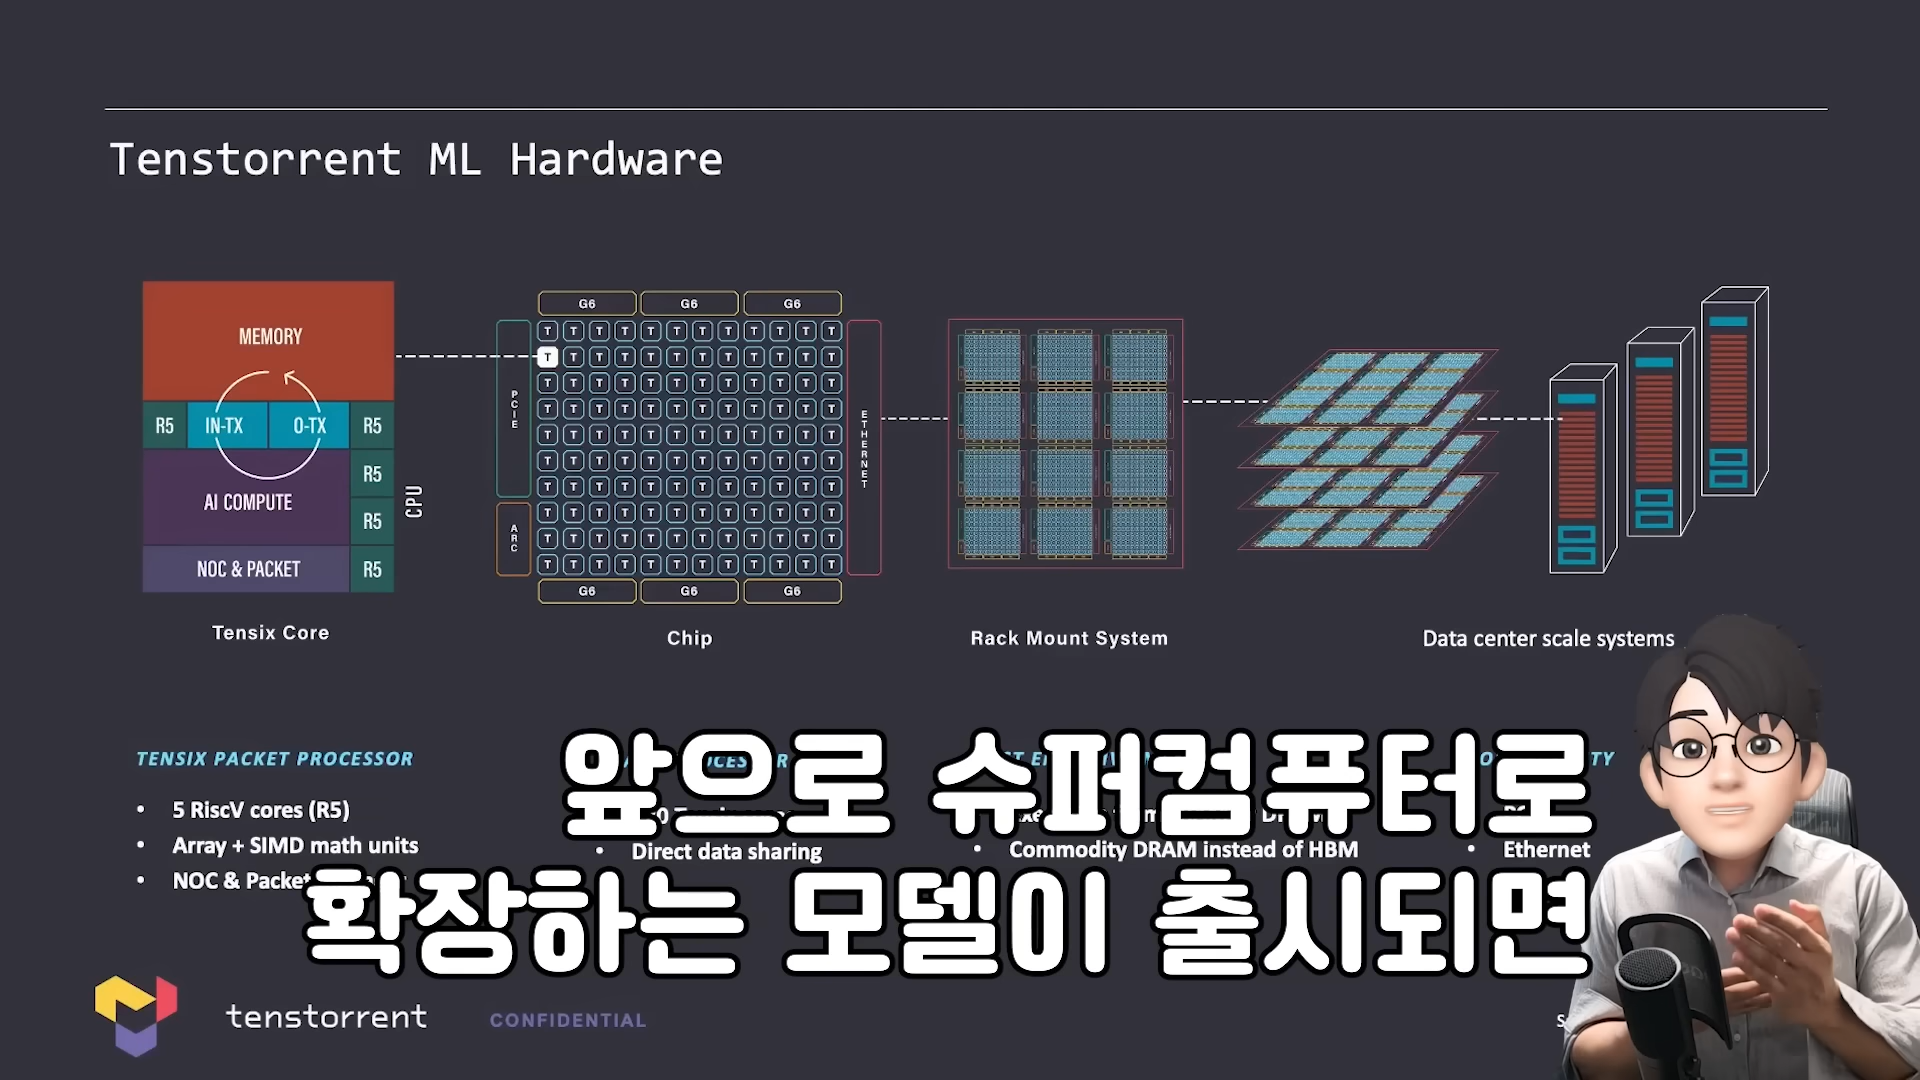 Tenstorrent ML Hardware
MEMORY
R5 IN-TX O-TX R5
R5
AI COMPUTE
R5
NOC & PACKET R5
CPU
Tensix Core
G6 G6 G6
PCIE
ARC
T T T T T T T T T T T T
T T T T T T T T T T T T
T T T T T T T T T T T T
T T T T T T T T T T T T
T T T T T T T T T T T T
T T T T T T T T T T T T
T T T T T T T T T T T T
T T T T T T T T T T T T
T T T T T T T T T T T T
T T T T T T T T T T T T
ETHERNET
G6 G6 G6
Chip
Rack Mount System
Data center scale systems
TENSIX PACKET PROCESSOR
• 5 RiscV cores (R5)
• Array + SIMD math units
• NOC & Packet
• Direct data sharing
• Commodity DRAM instead of HBM
• Ethernet
앞으로 슈퍼컴퓨터로
확장하는 모델이 출시되면
tenstorrent
CONFIDENTIAL